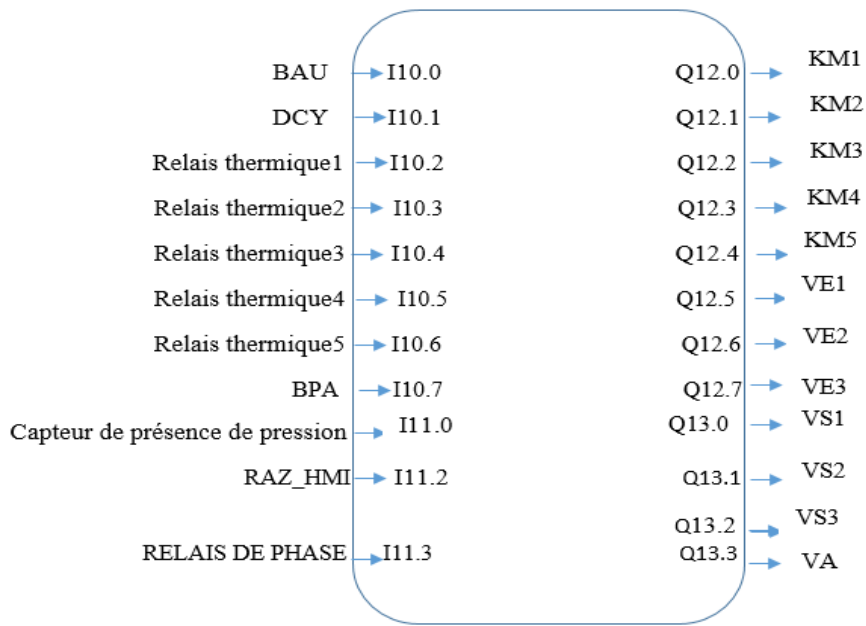 BAU I10.0 Q12.0 KM1
DCY I10.1 Q12.1 KM2
Relais thermique1 I10.2 Q12.2 KM3
Relais thermique2 I10.3 Q12.3 KM4
Relais thermique3 I10.4 Q12.4 KM5
Relais thermique4 I10.5 Q12.5 VE1
Relais thermique5 I10.6 Q12.6 VE2
BPA I10.7 Q12.7 VE3
Capteur de présence de pression I11.0 Q13.0 VS1
RAZ_HMI I11.2 Q13.1 VS2
Q13.2 VS3
RELAIS DE PHASE I11.3 Q13.3 VA